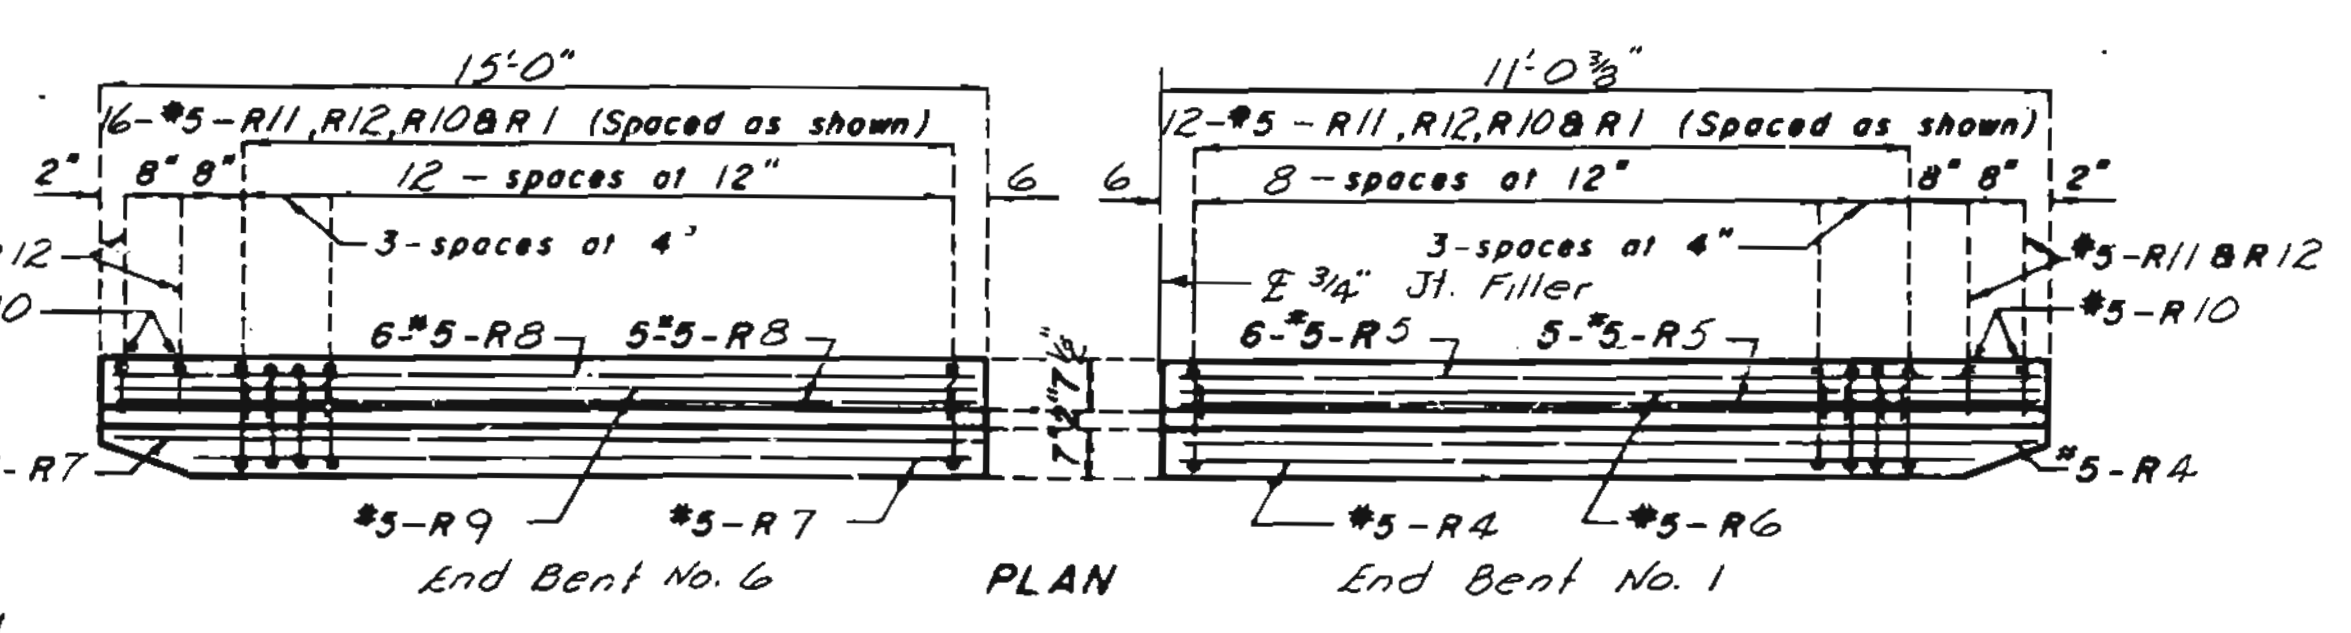 15'-0"
11'-0 3/8"
16-#5-R11,R12,R10&R1 (Spaced as shown)
12-#5-R11,R12,R10&R1 (Spaced as shown)
2" 8" 8" 12-spaces at 12" 6
6 8-spaces at 12" 8" 8" 2"
3-spaces at 4"
3-spaces at 4"
12
#5-R11 & R12
℄ 3/4" Jt. Filler
0
#5-R10
6-#5-R8 5-#5-R8
6-#5-R5 5-#5-R5
7" 2"
-R7
#5-R4
#5-R9 #5-R7
#5-R4 #5-R6
End Bent No. 6
PLAN
End Bent No. 1